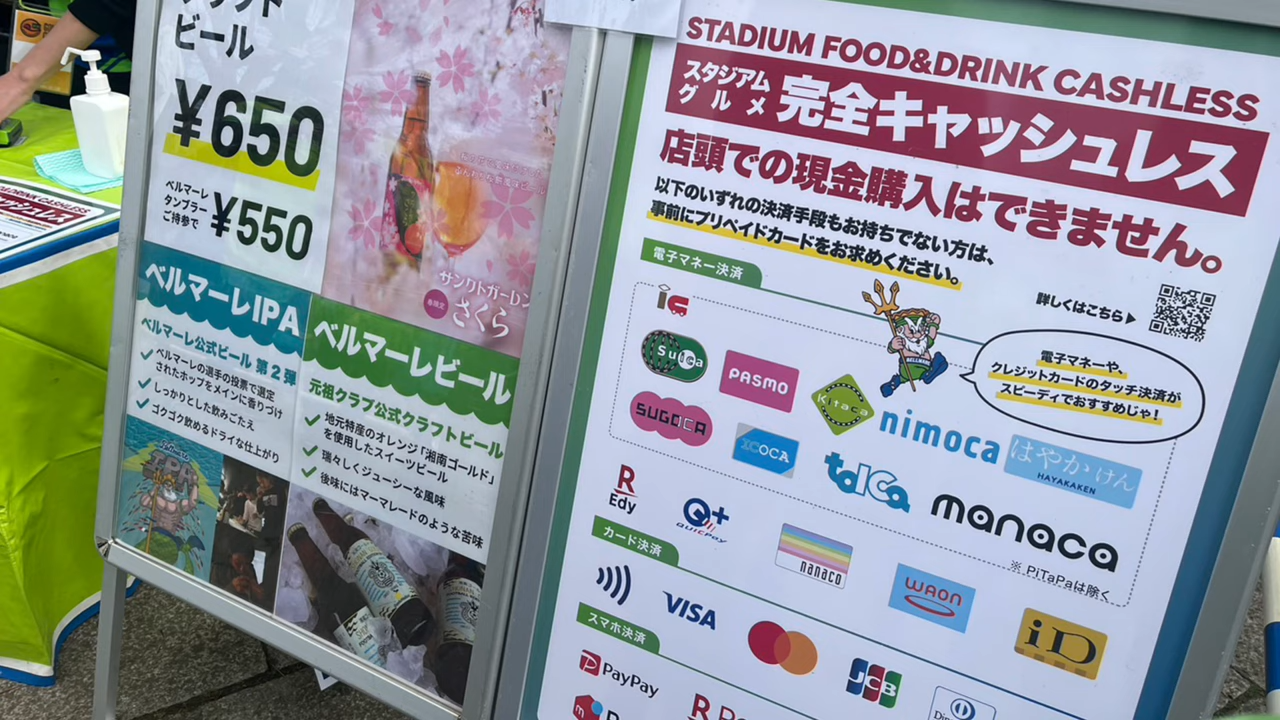 ビール
¥650
ベルマーレ
タンブラー
ご持参で
¥550
サンクトガーレン
春限定
さくら
ベルマーレIPA
ベルマーレ公式ビール 第2弾
ベルマーレの選手の投票で選定
されたホップをメインに香りづけ
しっかりとした飲みごたえ
ゴクゴク飲めるドライな仕上がり
IPA
ベルマーレビール
元祖クラブ公式クラフトビール
地元特産のオレンジ「湘南ゴールド」
を使用したスイーツビール
瑞々しくジューシーな風味
後味にはマーマレードのような苦味
STADIUM FOOD&DRINK CASHLESS
スタジアム
グルメ
完全キャッシュレス
店頭での現金購入はできません。
以下のいずれの決済手段もお持ちでない方は、
事前にプリペイドカードをお求めください。
詳しくはこちら
電子マネー決済
電子マネーや、
クレジットカードのタッチ決済が
スピーディでおすすめじゃ!
BELLMARE
Suica
PASMO
Kitaca
nimoca
はやかけん
HAYAKAKEN
SUGOCA
ICOCA
toica
manaca
※ PiTaPaは除く
R
Edy
QUICPay
nanaco
WAON
iD
カード決済
VISA
JCB
スマホ決済
PayPay